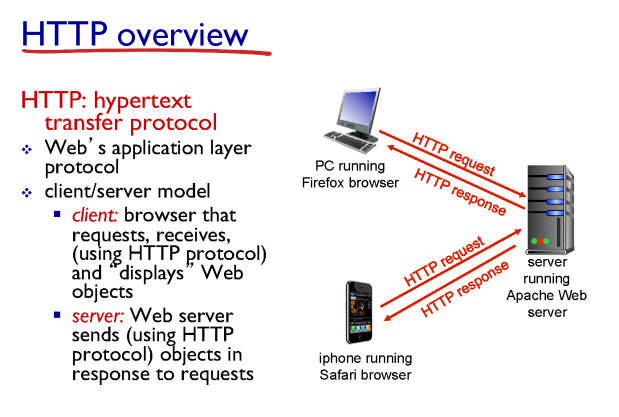 HTTP overview
HTTP: hypertext
transfer protocol
❖ Web's application layer
protocol
❖ client/server model
▪ client: browser that
requests, receives,
(using HTTP protocol)
and “displays” Web
objects
▪ server: Web server
sends (using HTTP
protocol) objects in
response to requests
PC running
Firefox browser
HTTP request
HTTP response
HTTP request
HTTP response
server
running
Apache Web
server
iphone running
Safari browser